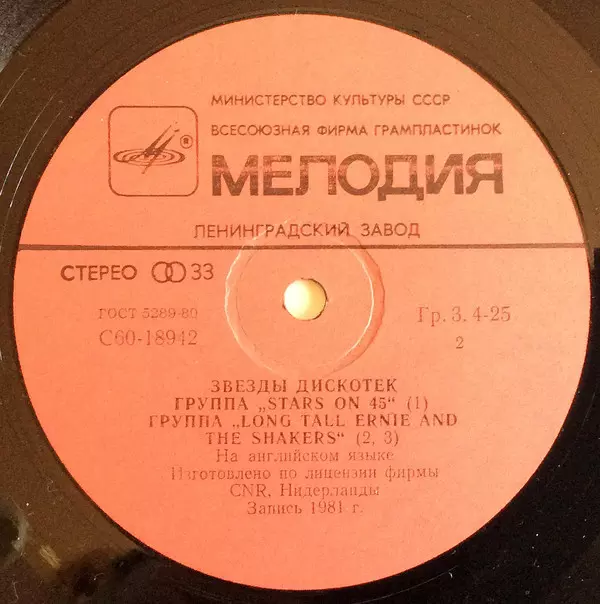 МИНИСТЕРСТВО КУЛЬТУРЫ СССР
ВСЕСОЮЗНАЯ ФИРМА ГРАМПЛАСТИНОК
®
МЕЛОДИЯ
ЛЕНИНГРАДСКИЙ ЗАВОД
СТЕРЕО 33
ГОСТ 5289-80
С60-18942
Гр. 3. 4-25
2
ЗВЕЗДЫ ДИСКОТЕК
ГРУППА „STARS ON 45“ (1)
ГРУППА „LONG TALL ERNIE AND
THE SHAKERS“ (2, 3)
На английском языке
Изготовлено по лицензии фирмы
CNR, Нидерланды
Запись 1981 г.